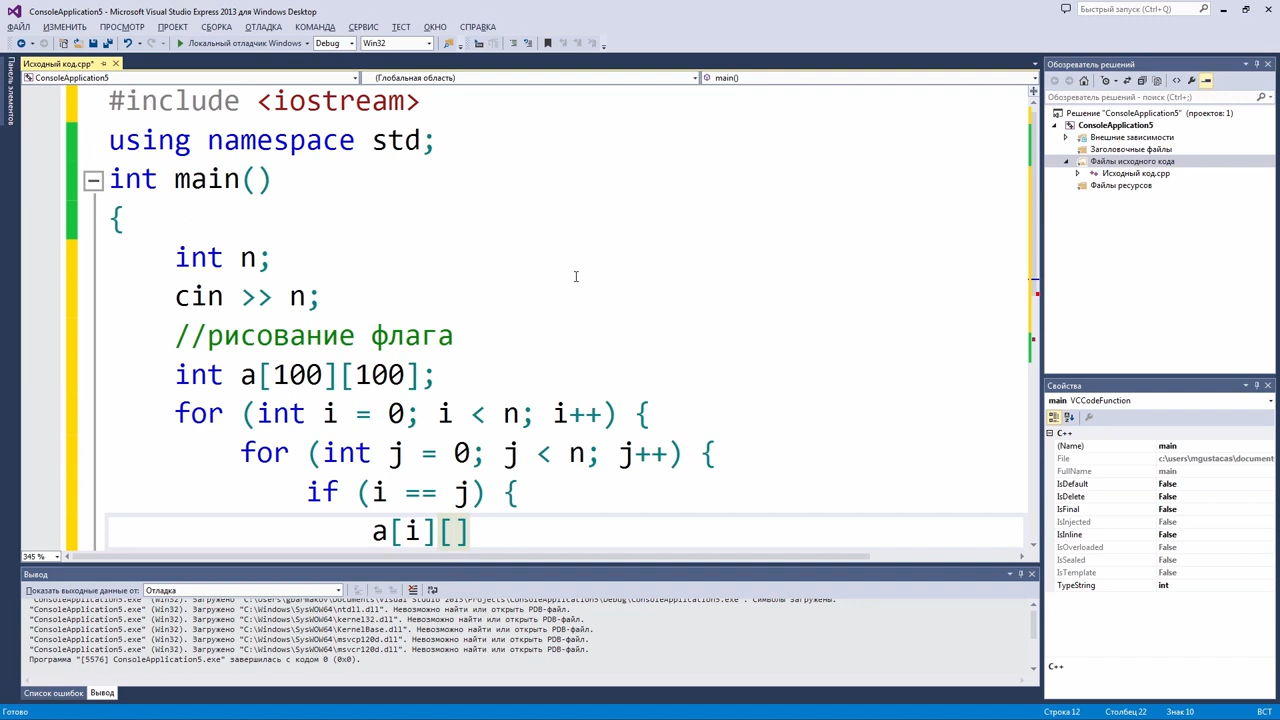 ConsoleApplication5 - Microsoft Visual Studio Express 2013 для Windows Desktop
Быстрый запуск (Ctrl+Q)
ФАЙЛ ИЗМЕНИТЬ ПРОСМОТР ПРОЕКТ СБОРКА ОТЛАДКА КОМАНДА СЕРВИС ТЕСТ ОКНО СПРАВКА
Локальный отладчик Windows Debug Win32
Панель элементов
Исходный код.cpp*
ConsoleApplication5 (Глобальная область) main()
#include <iostream>
using namespace std;
int main()
{
int n;
cin >> n;
//рисование флага
int a[100][100];
for (int i = 0; i < n; i++) {
for (int j = 0; j < n; j++) {
if (i == j) {
a[i][]
345 %
Вывод
Показать выходные данные от: Отладка
"ConsoleApplication5.exe" (Win32). Загружено "C:\Windows\SysWOW64\ntdll.dll". Невозможно найти или открыть PDB-файл.
"ConsoleApplication5.exe" (Win32). Загружено "C:\Windows\SysWOW64\kernel32.dll". Невозможно найти или открыть PDB-файл.
"ConsoleApplication5.exe" (Win32). Загружено "C:\Windows\SysWOW64\KernelBase.dll". Невозможно найти или открыть PDB-файл.
"ConsoleApplication5.exe" (Win32). Загружено "C:\Windows\SysWOW64\msvcp120d.dll". Невозможно найти или открыть PDB-файл.
"ConsoleApplication5.exe" (Win32). Загружено "C:\Windows\SysWOW64\msvcr120d.dll". Невозможно найти или открыть PDB-файл.
Программа "[5576] ConsoleApplication5.exe" завершилась с кодом 0 (0x0).
Список ошибок Вывод
Обозреватель решений
Обозреватель решений - поиск (Ctrl+;)
Решение "ConsoleApplication5" (проектов: 1)
ConsoleApplication5
Внешние зависимости
Заголовочные файлы
Файлы исходного кода
Исходный код.cpp
Файлы ресурсов
Свойства
main VCCodeFunction
C++
(Name) main
File c:\users\mgustacas\document
FullName main
IsDefault False
IsDelete False
IsFinal False
IsInjected False
IsInline False
IsOverloaded False
IsSealed False
IsTemplate False
TypeString int
C++
Готово Строка 12 Столбец 22 Знак 10 ВСТ